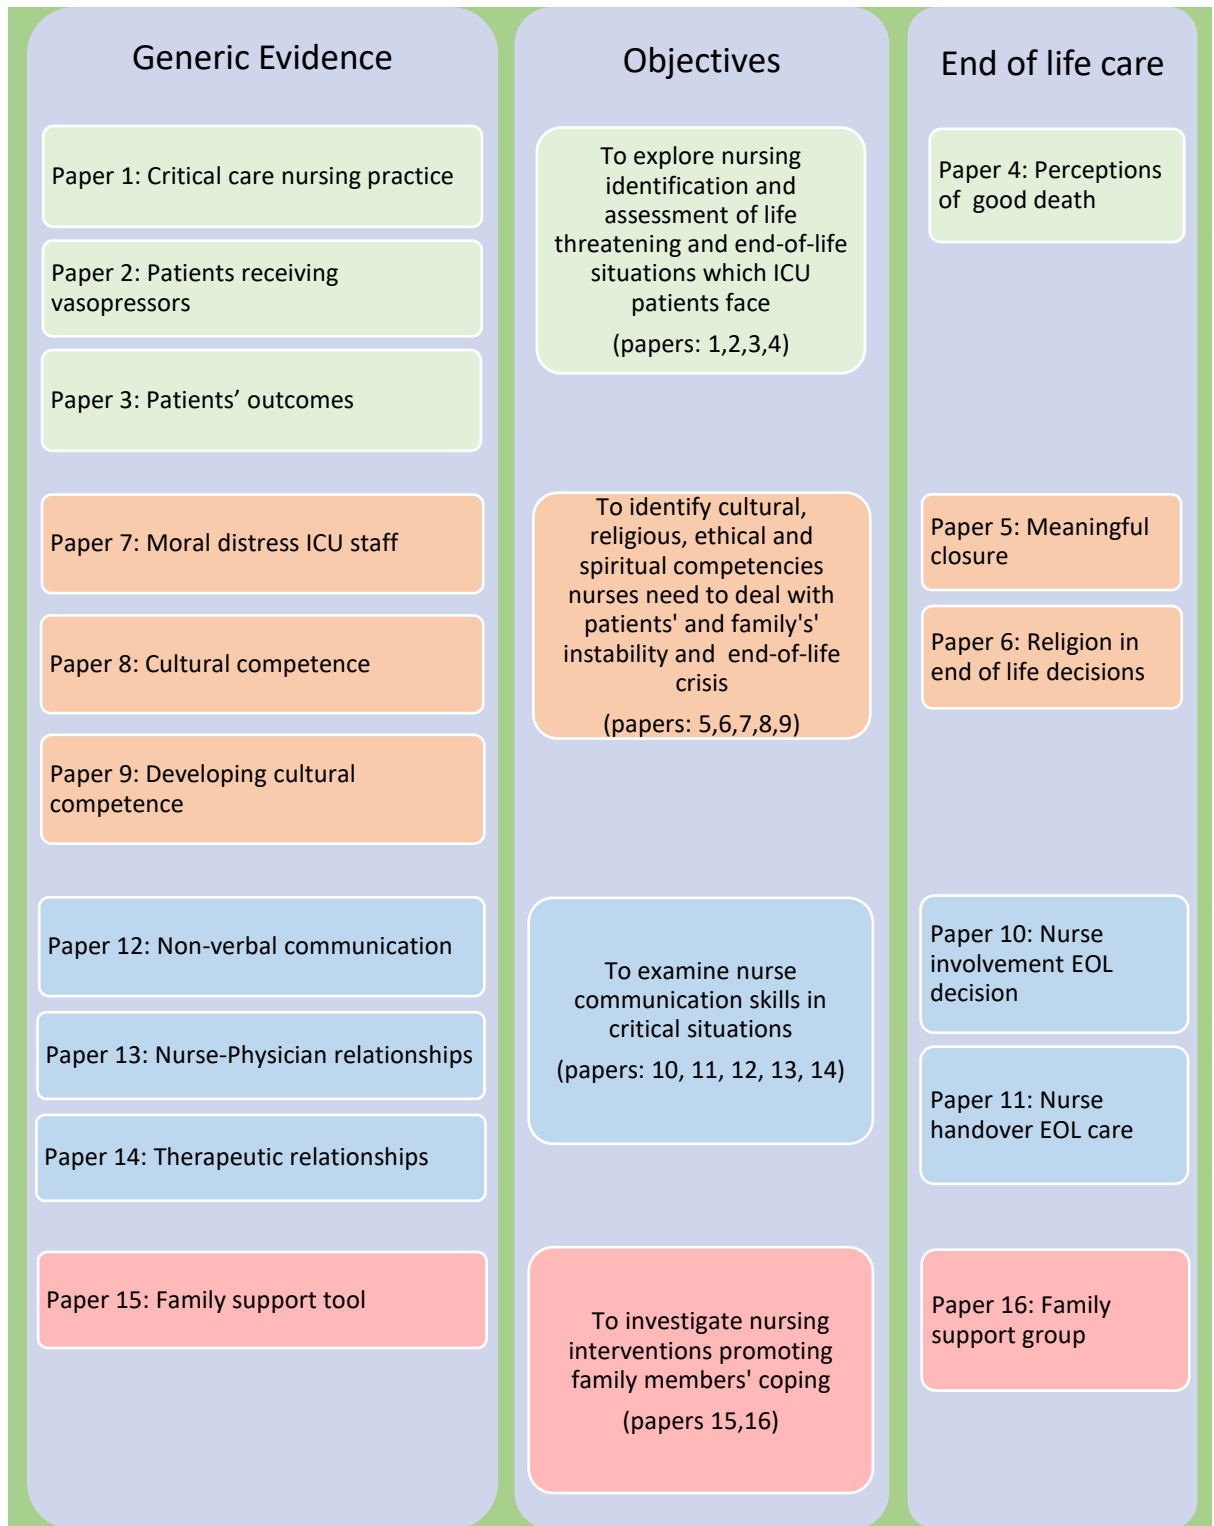 Generic Evidence
Paper 1: Critical care nursing practice
Paper 2: Patients receiving
vasopressors
Paper 3: Patients’ outcomes
Paper 7: Moral distress ICU staff
Paper 8: Cultural competence
Paper 9: Developing cultural
competence
Paper 12: Non-verbal communication
Paper 13: Nurse-Physician relationships
Paper 14: Therapeutic relationships
Paper 15: Family support tool
Objectives
To explore nursing
identification and
assessment of life
threatening and end-of-life
situations which ICU
patients face
(papers: 1,2,3,4)
To identify cultural,
religious, ethical and
spiritual competencies
nurses need to deal with
patients' and family's'
instability and end-of-life
crisis
(papers: 5,6,7,8,9)
To examine nurse
communication skills in
critical situations
(papers: 10, 11, 12, 13, 14)
To investigate nursing
interventions promoting
family members' coping
(papers 15,16)
End of life care
Paper 4: Perceptions
of good death
Paper 5: Meaningful
closure
Paper 6: Religion in
end of life decisions
Paper 10: Nurse
involvement EOL
decision
Paper 11: Nurse
handover EOL care
Paper 16: Family
support group